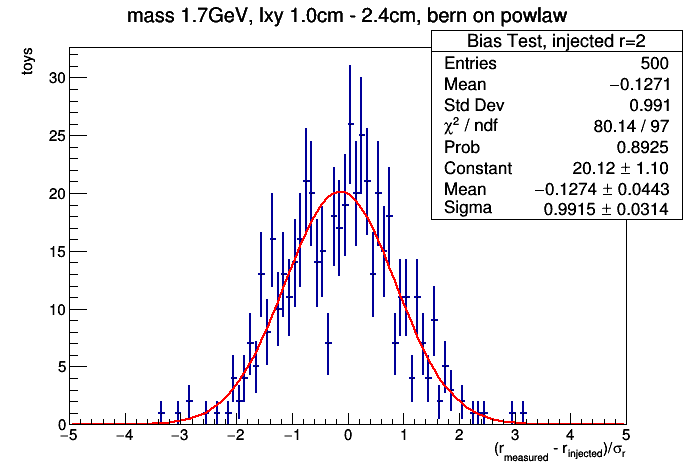 mass 1.7GeV, lxy 1.0cm - 2.4cm, bern on powlaw
toys
Bias Test, injected r=2
Entries 500
Mean −0.1271
Std Dev 0.991
χ² / ndf 80.14 / 97
Prob 0.8925
Constant 20.12 ± 1.10
Mean −0.1274 ± 0.0443
Sigma 0.9915 ± 0.0314
30
25
20
15
10
5
0
−5 −4 −3 −2 −1 0 1 2 3 4 5
(r_measured - r_injected)/σ_r